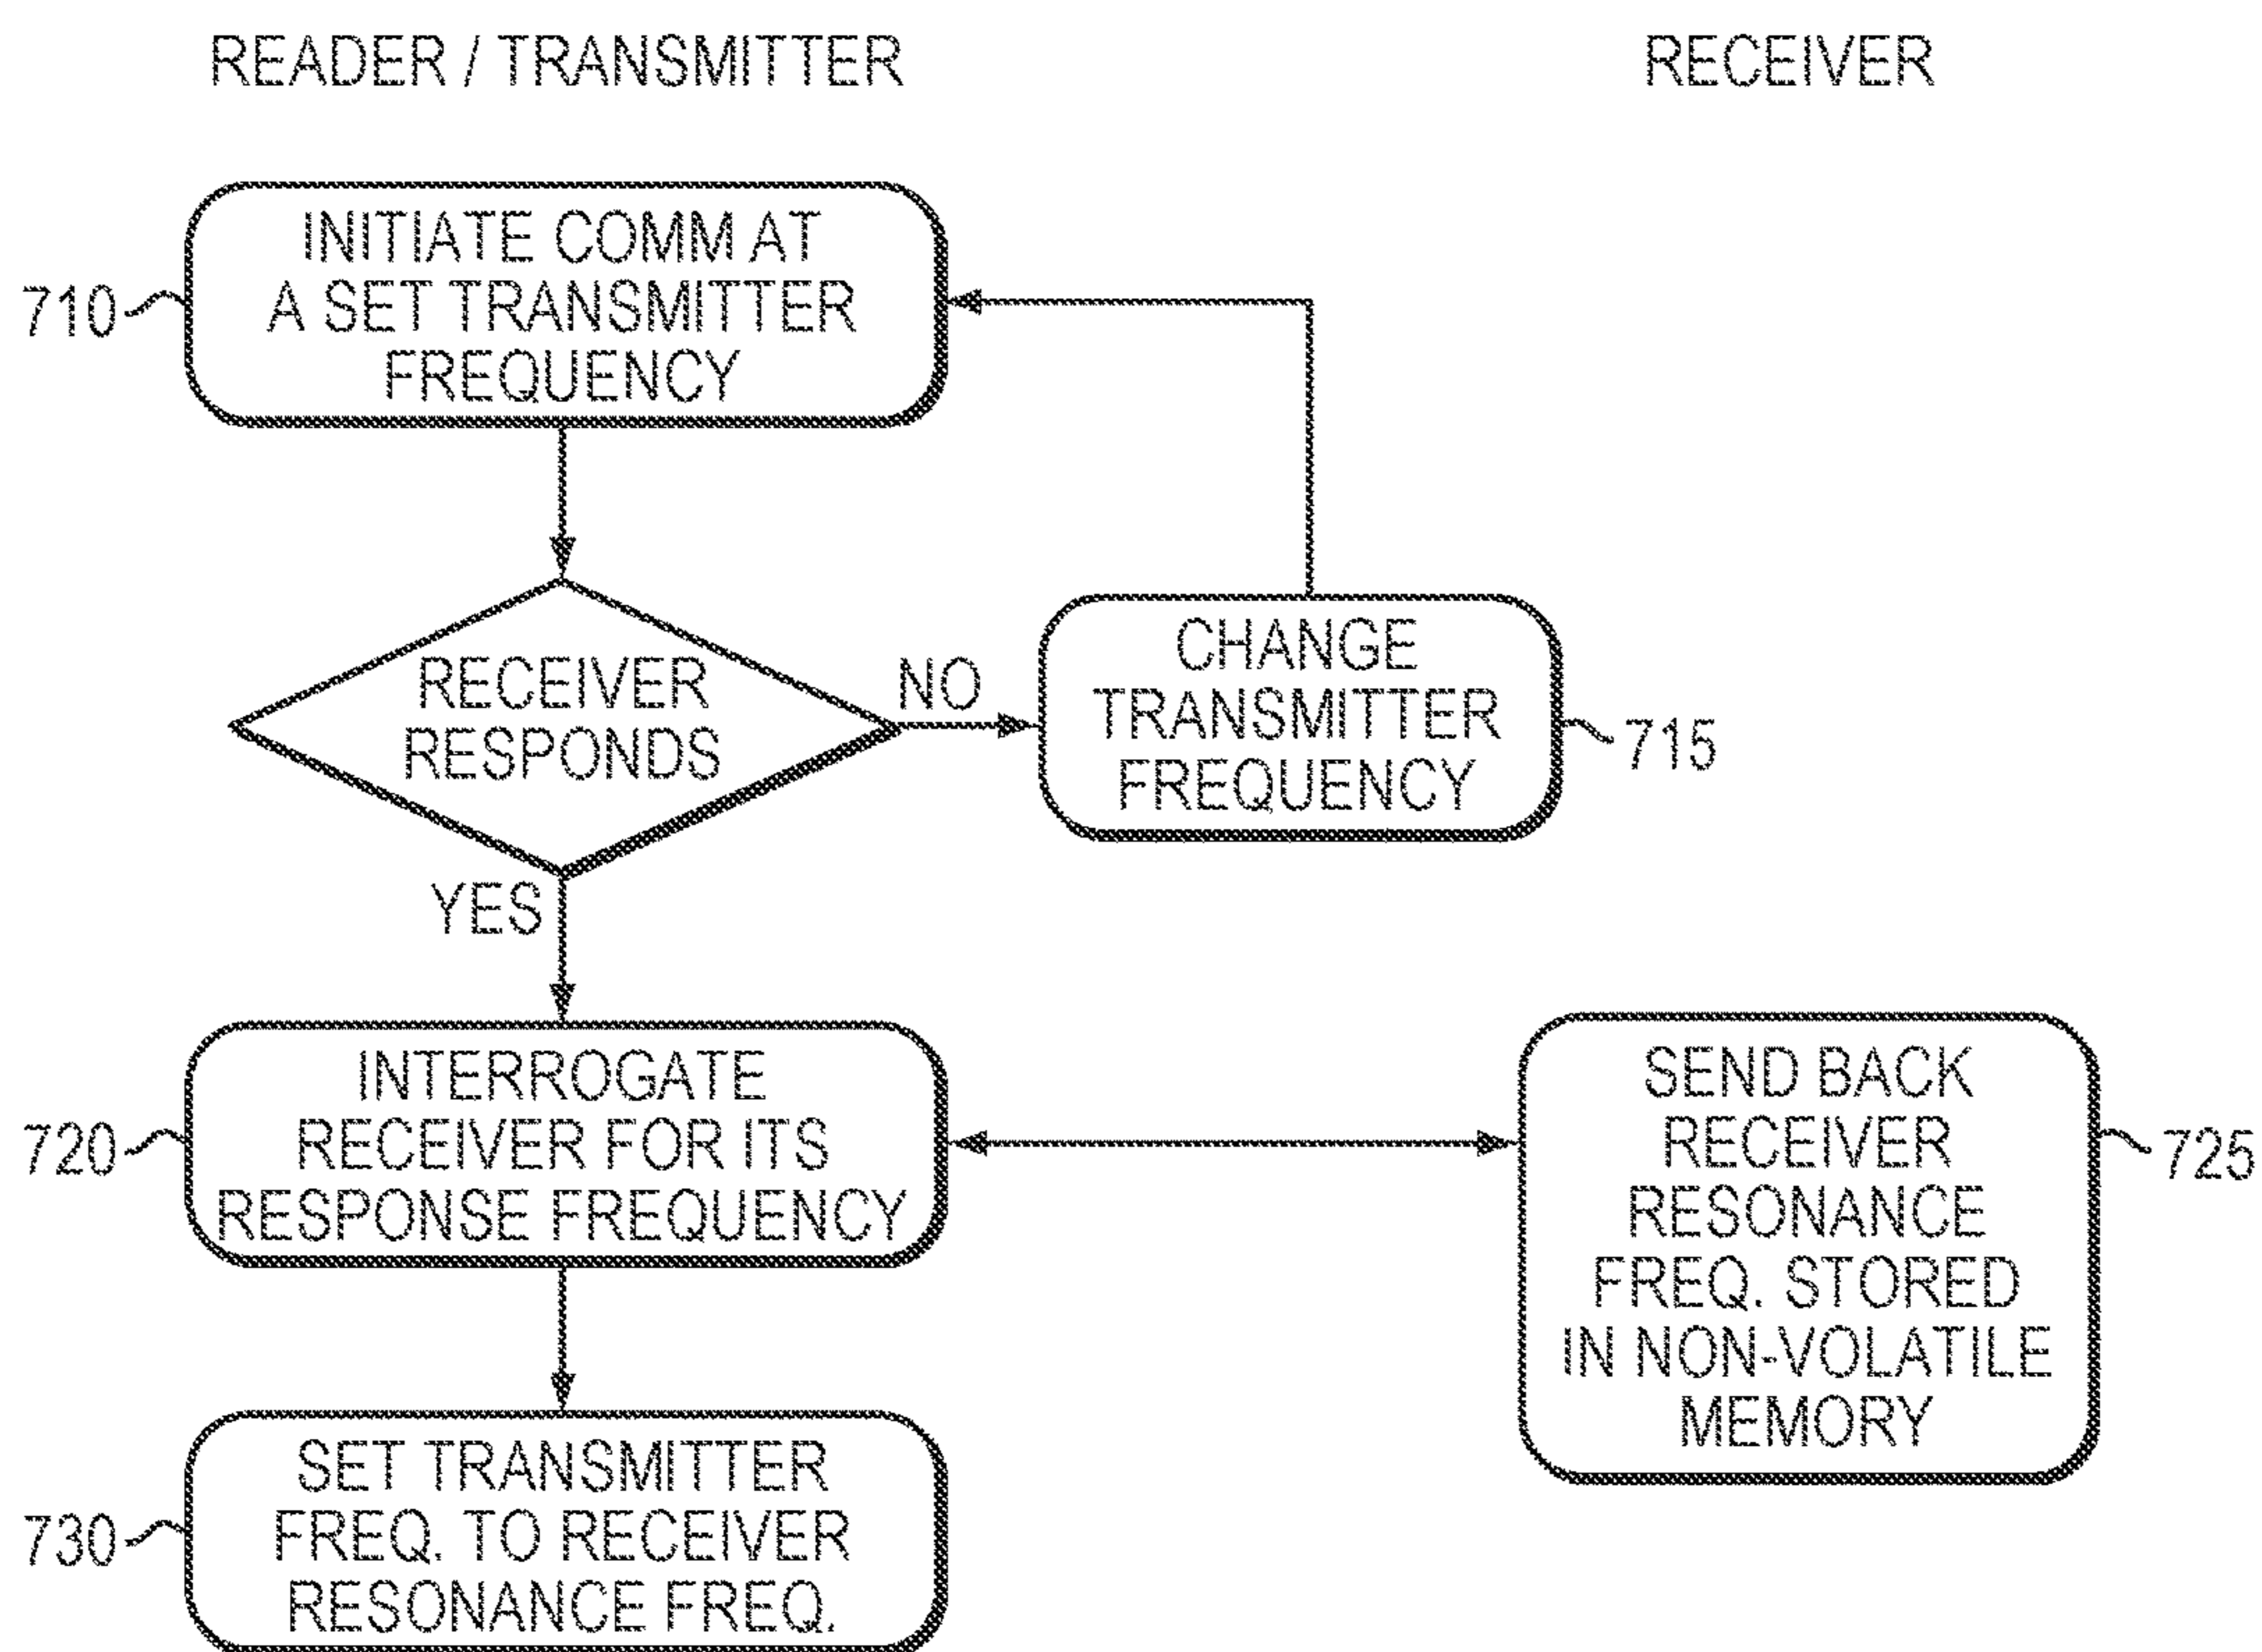 READER / TRANSMITTER
RECEIVER
710
INITIATE COMM AT
A SET TRANSMITTER
FREQUENCY
RECEIVER
RESPONDS
NO
CHANGE
TRANSMITTER
FREQUENCY
715
YES
720
INTERROGATE
RECEIVER FOR ITS
RESPONSE FREQUENCY
SEND BACK
RECEIVER
RESONANCE
FREQ. STORED
IN NON-VOLATILE
MEMORY
725
730
SET TRANSMITTER
FREQ. TO RECEIVER
RESONANCE FREQ.